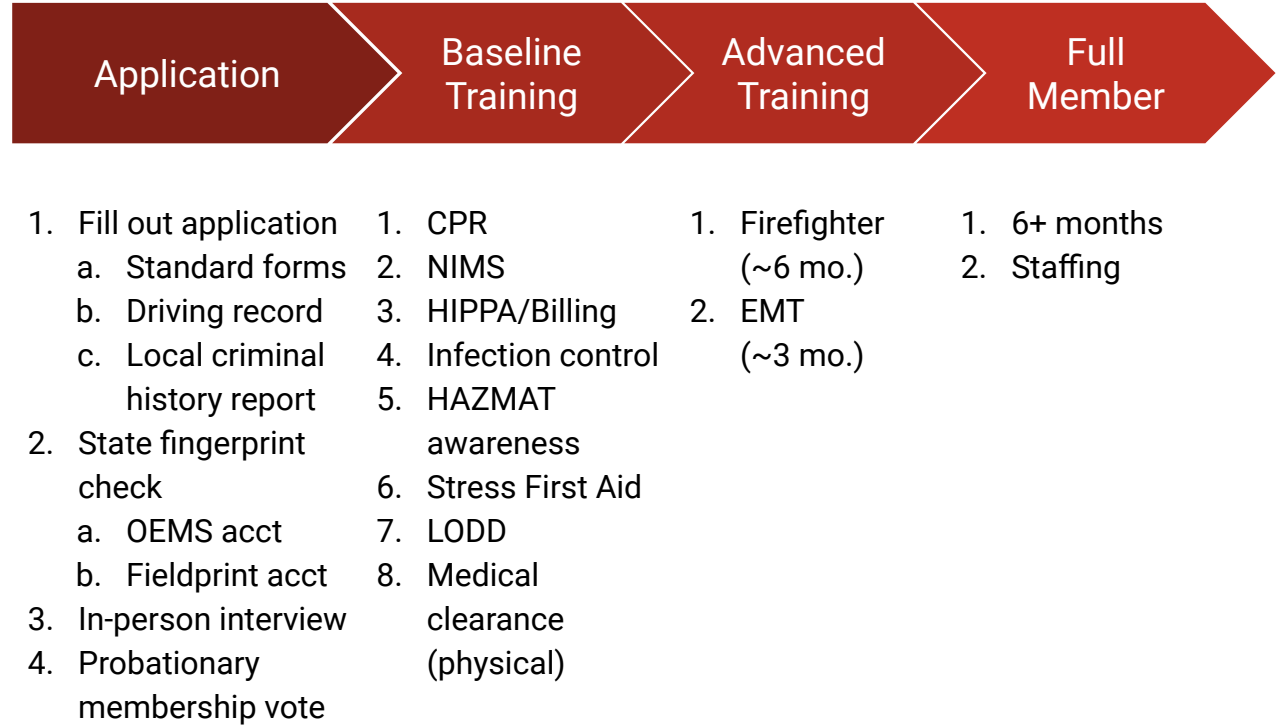 Application
Baseline
Training
Advanced
Training
Full
Member
1. Fill out application
a. Standard forms
b. Driving record
c. Local criminal
history report
2. State fingerprint
check
a. OEMS acct
b. Fieldprint acct
3. In-person interview
4. Probationary
membership vote
1. CPR
2. NIMS
3. HIPPA/Billing
4. Infection control
5. HAZMAT
awareness
6. Stress First Aid
7. LODD
8. Medical
clearance
(physical)
1. Firefighter
(~6 mo.)
2. EMT
(~3 mo.)
1. 6+ months
2. Staffing